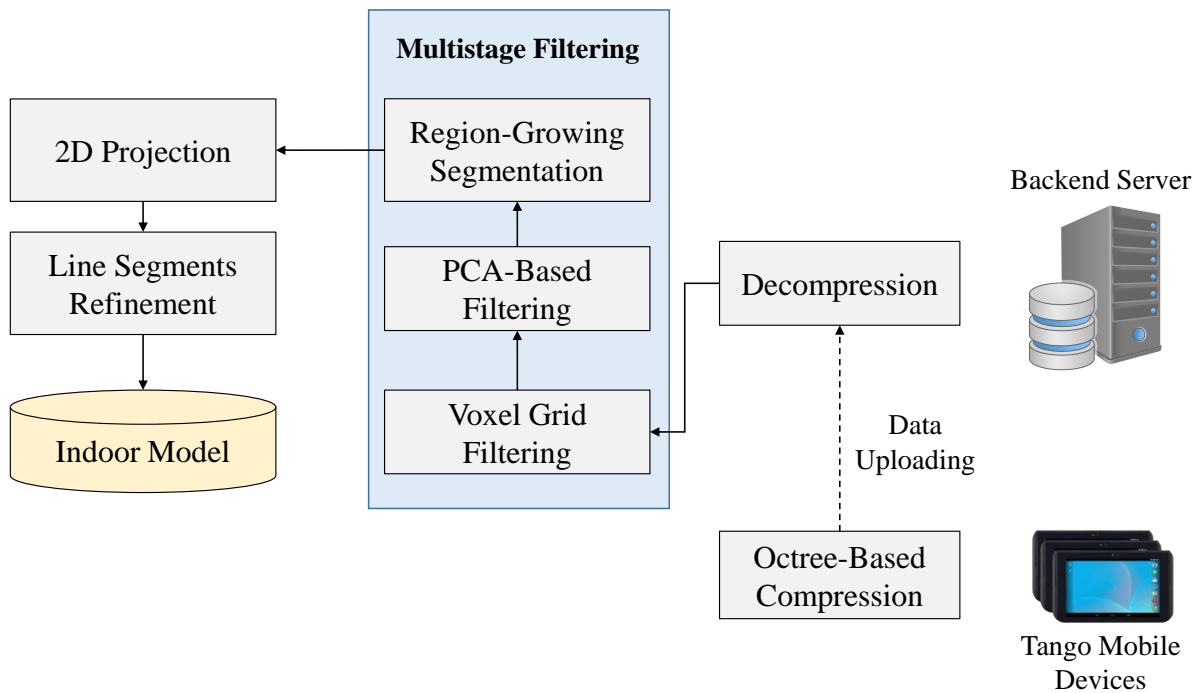 Multistage Filtering
2D Projection
Region-Growing
Segmentation
Backend Server
Line Segments
Refinement
PCA-Based
Filtering
Decompression
Indoor Model
Voxel Grid
Filtering
Data
Uploading
Octree-Based
Compression
Tango Mobile
Devices